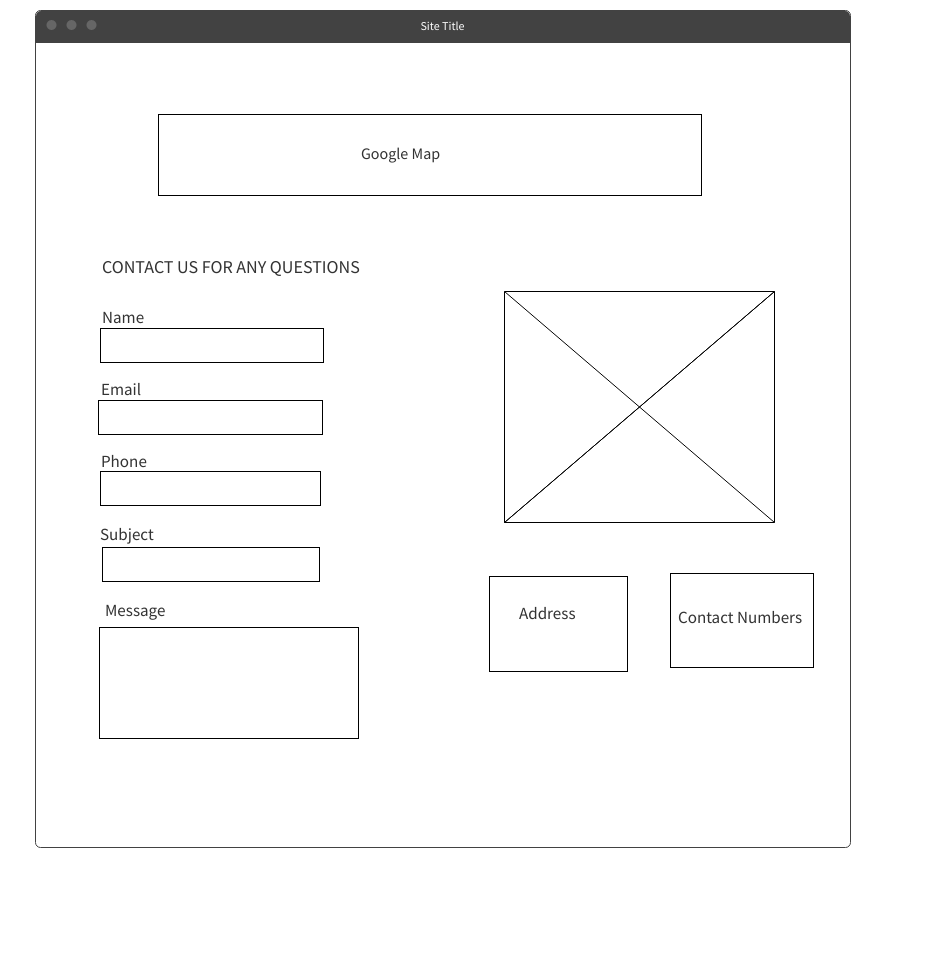 Site Title
Google Map
CONTACT US FOR ANY QUESTIONS
Name
Email
Phone
Subject
Message
Address
Contact Numbers